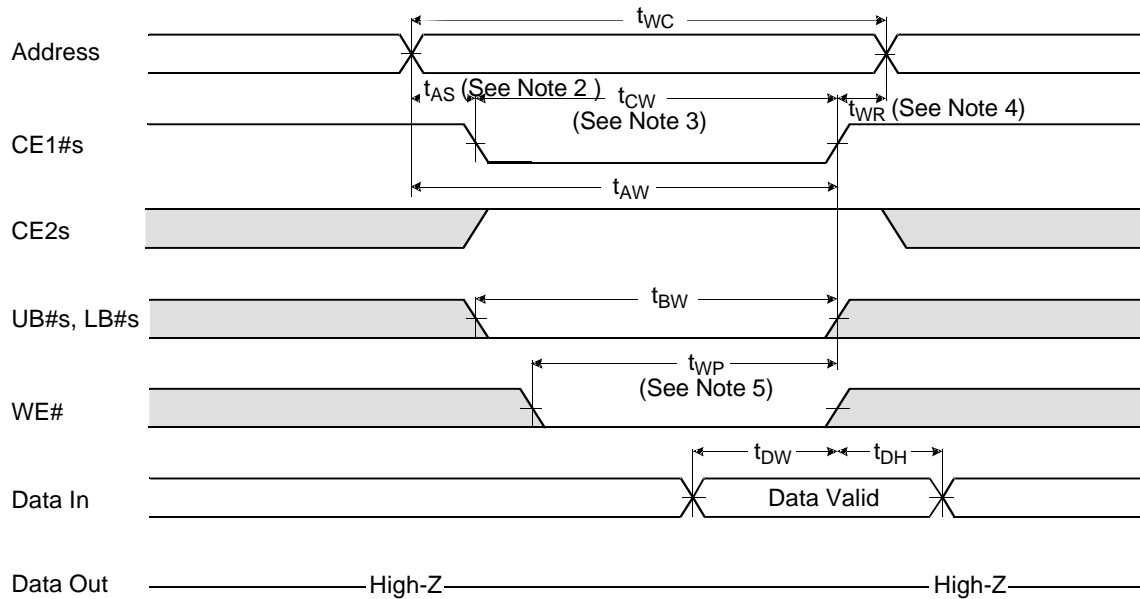 tWC
Address
tAS (See Note 2 )
tCW
(See Note 3)
tWR (See Note 4)
CE1#s
tAW
CE2s
tBW
UB#s, LB#s
tWP
(See Note 5)
WE#
tDW
tDH
Data In
Data Valid
Data Out
High-Z
High-Z